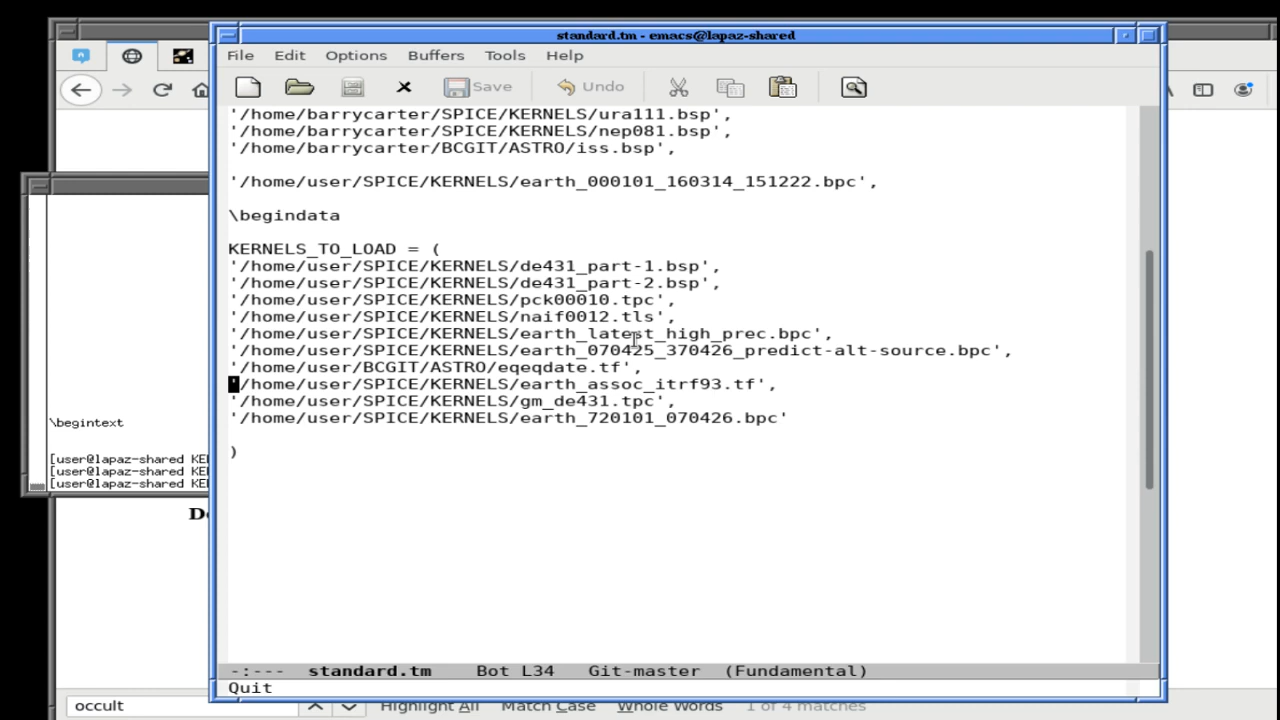 standard.tm - emacs@lapaz-shared
File Edit Options Buffers Tools Help
Save Undo
'/home/barrycarter/SPICE/KERNELS/ura111.bsp',
'/home/barrycarter/SPICE/KERNELS/nep081.bsp',
'/home/barrycarter/BCGIT/ASTRO/iss.bsp',
'/home/user/SPICE/KERNELS/earth_000101_160314_151222.bpc',
\begindata
KERNELS_TO_LOAD = (
'/home/user/SPICE/KERNELS/de431_part-1.bsp',
'/home/user/SPICE/KERNELS/de431_part-2.bsp',
'/home/user/SPICE/KERNELS/pck00010.tpc',
'/home/user/SPICE/KERNELS/naif0012.tls',
'/home/user/SPICE/KERNELS/earth_latest_high_prec.bpc',
'/home/user/SPICE/KERNELS/earth_070425_370426_predict-alt-source.bpc',
'/home/user/BCGIT/ASTRO/eqeqdate.tf',
'/home/user/SPICE/KERNELS/earth_assoc_itrf93.tf',
'/home/user/SPICE/KERNELS/gm_de431.tpc',
'/home/user/SPICE/KERNELS/earth_720101_070426.bpc'
)
-:--- standard.tm Bot L34 Git-master (Fundamental)
Quit
\begintext
[user@lapaz-shared KE
[user@lapaz-shared KE
[user@lapaz-shared KE
occult Highlight All Match Case Whole Words 1 of 4 matches